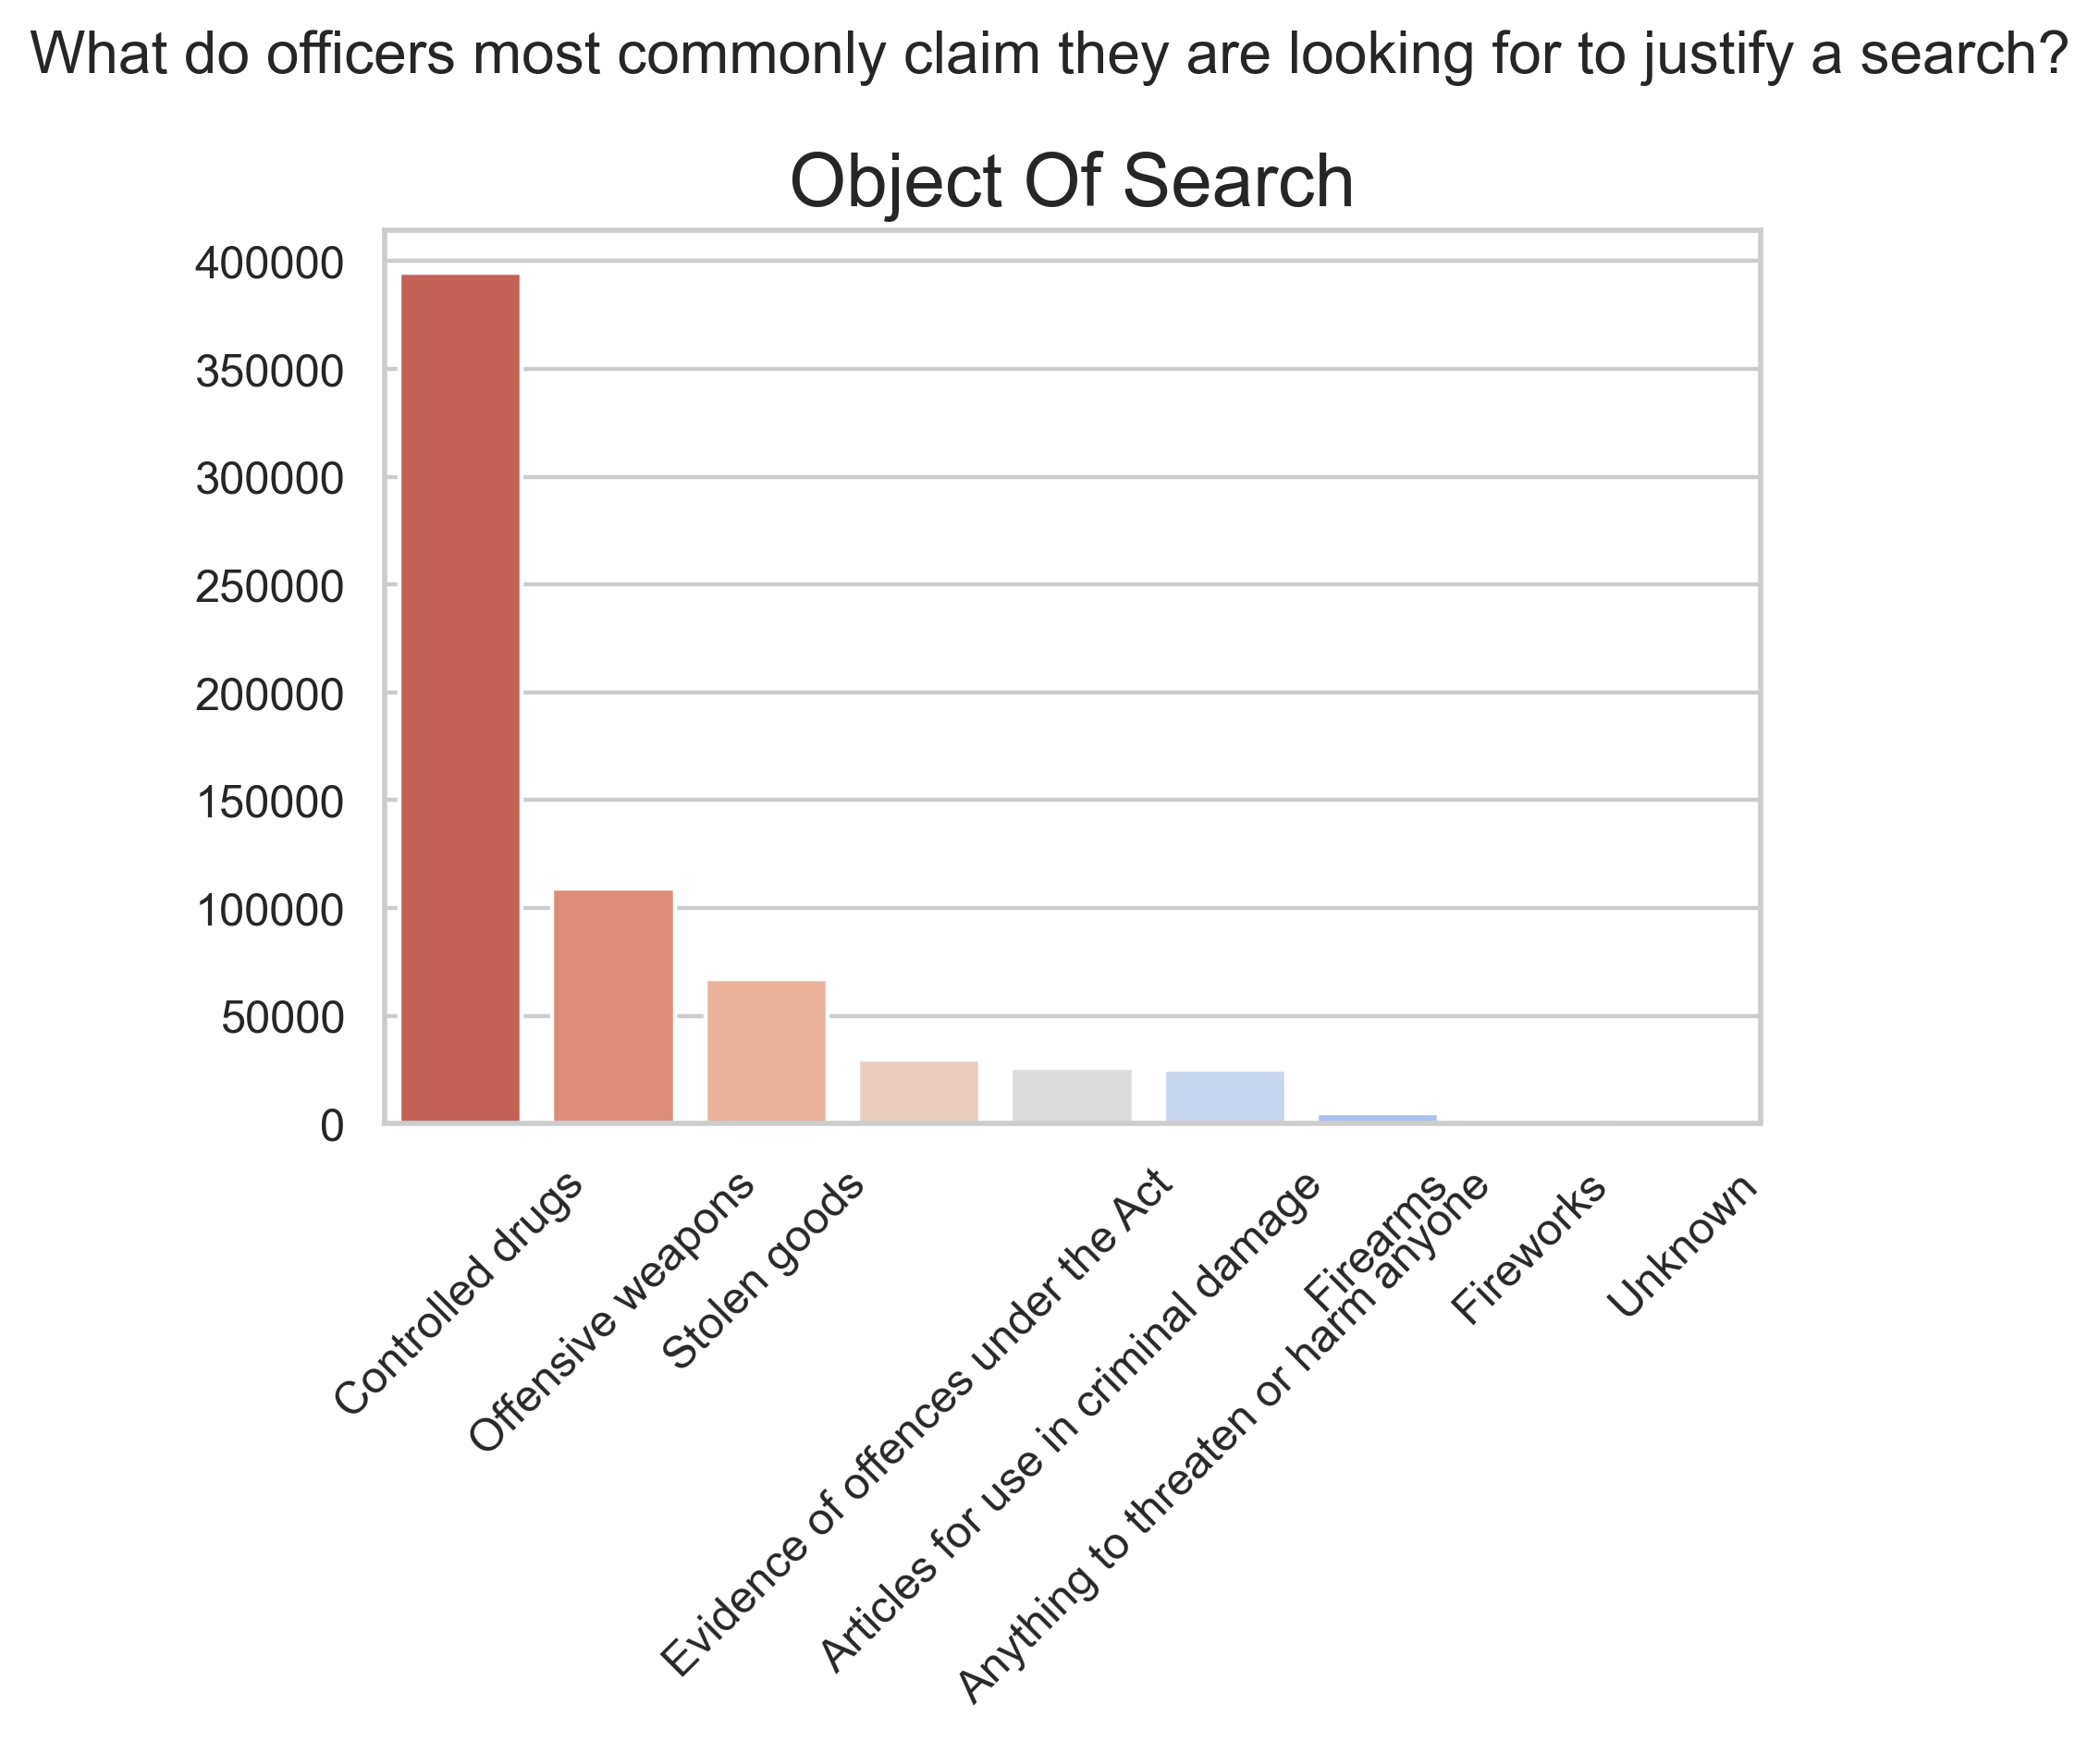 What do officers most commonly claim they are looking for to justify a search?
Object Of Search
400000
350000
300000
250000
200000
150000
100000
50000
0
Controlled drugs
Offensive weapons
Stolen goods
Evidence of offences under the Act
Articles for use in criminal damage
Anything to threaten or harm anyone
Firearms
Fireworks
Unknown